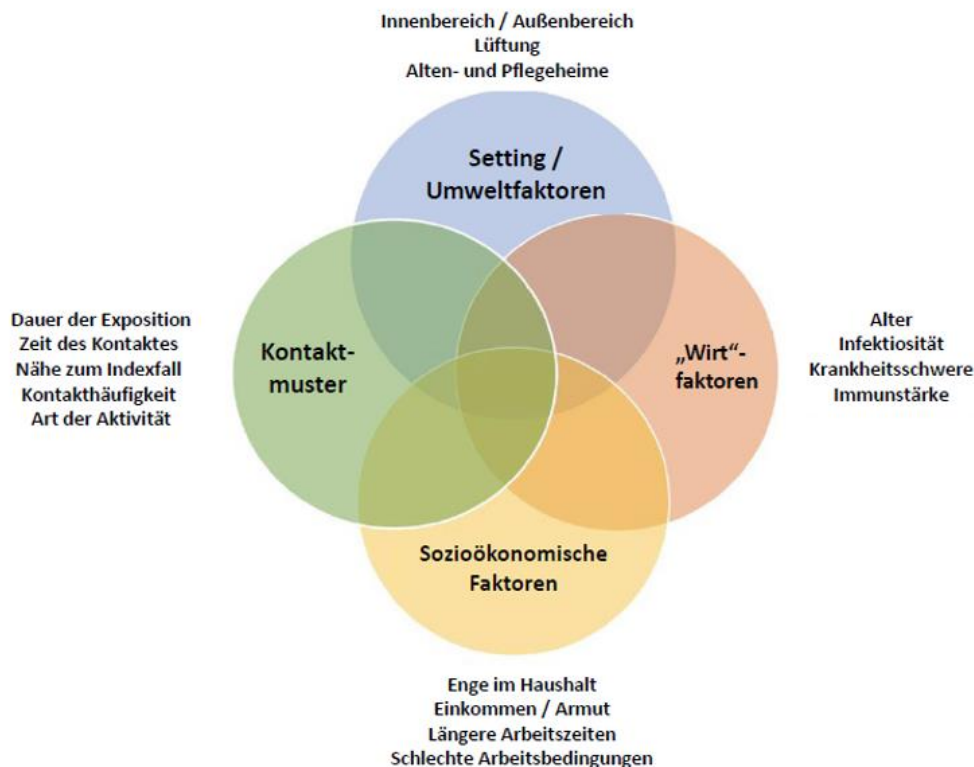 Innenbereich / Außenbereich
Lüftung
Alten- und Pflegeheime
Setting /
Umweltfaktoren
Dauer der Exposition
Zeit des Kontaktes
Nähe zum Indexfall
Kontakthäufigkeit
Art der Aktivität
Kontakt-
muster
„Wirt“-
faktoren
Alter
Infektiosität
Krankheitsschwere
Immunstärke
Sozioökonomische
Faktoren
Enge im Haushalt
Einkommen / Armut
Längere Arbeitszeiten
Schlechte Arbeitsbedingungen